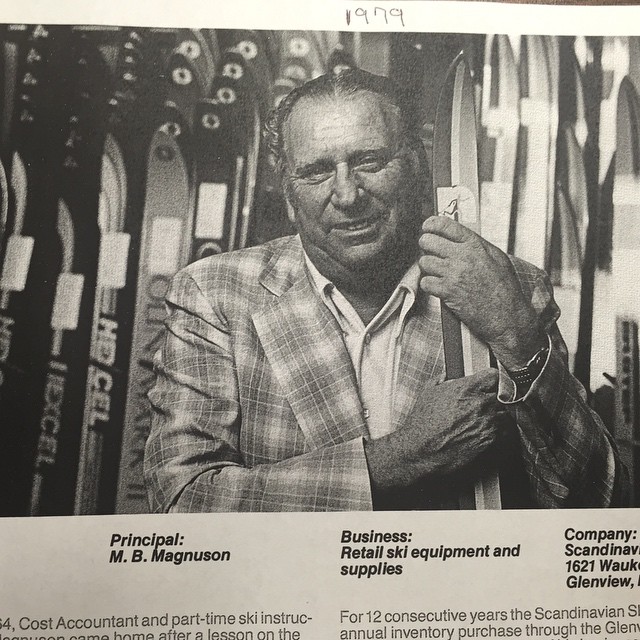 1979
HEXCEL
HEXCEL
Principal:
M. B. Magnuson
Business:
Retail ski equipment and
supplies
Company:
1621
Glenview,
64, Cost Accountant and part-time ski instruc-
Magnuson came home after a lesson on the
For 12 consecutive years the Scandinavian
annual inventory purchase through the